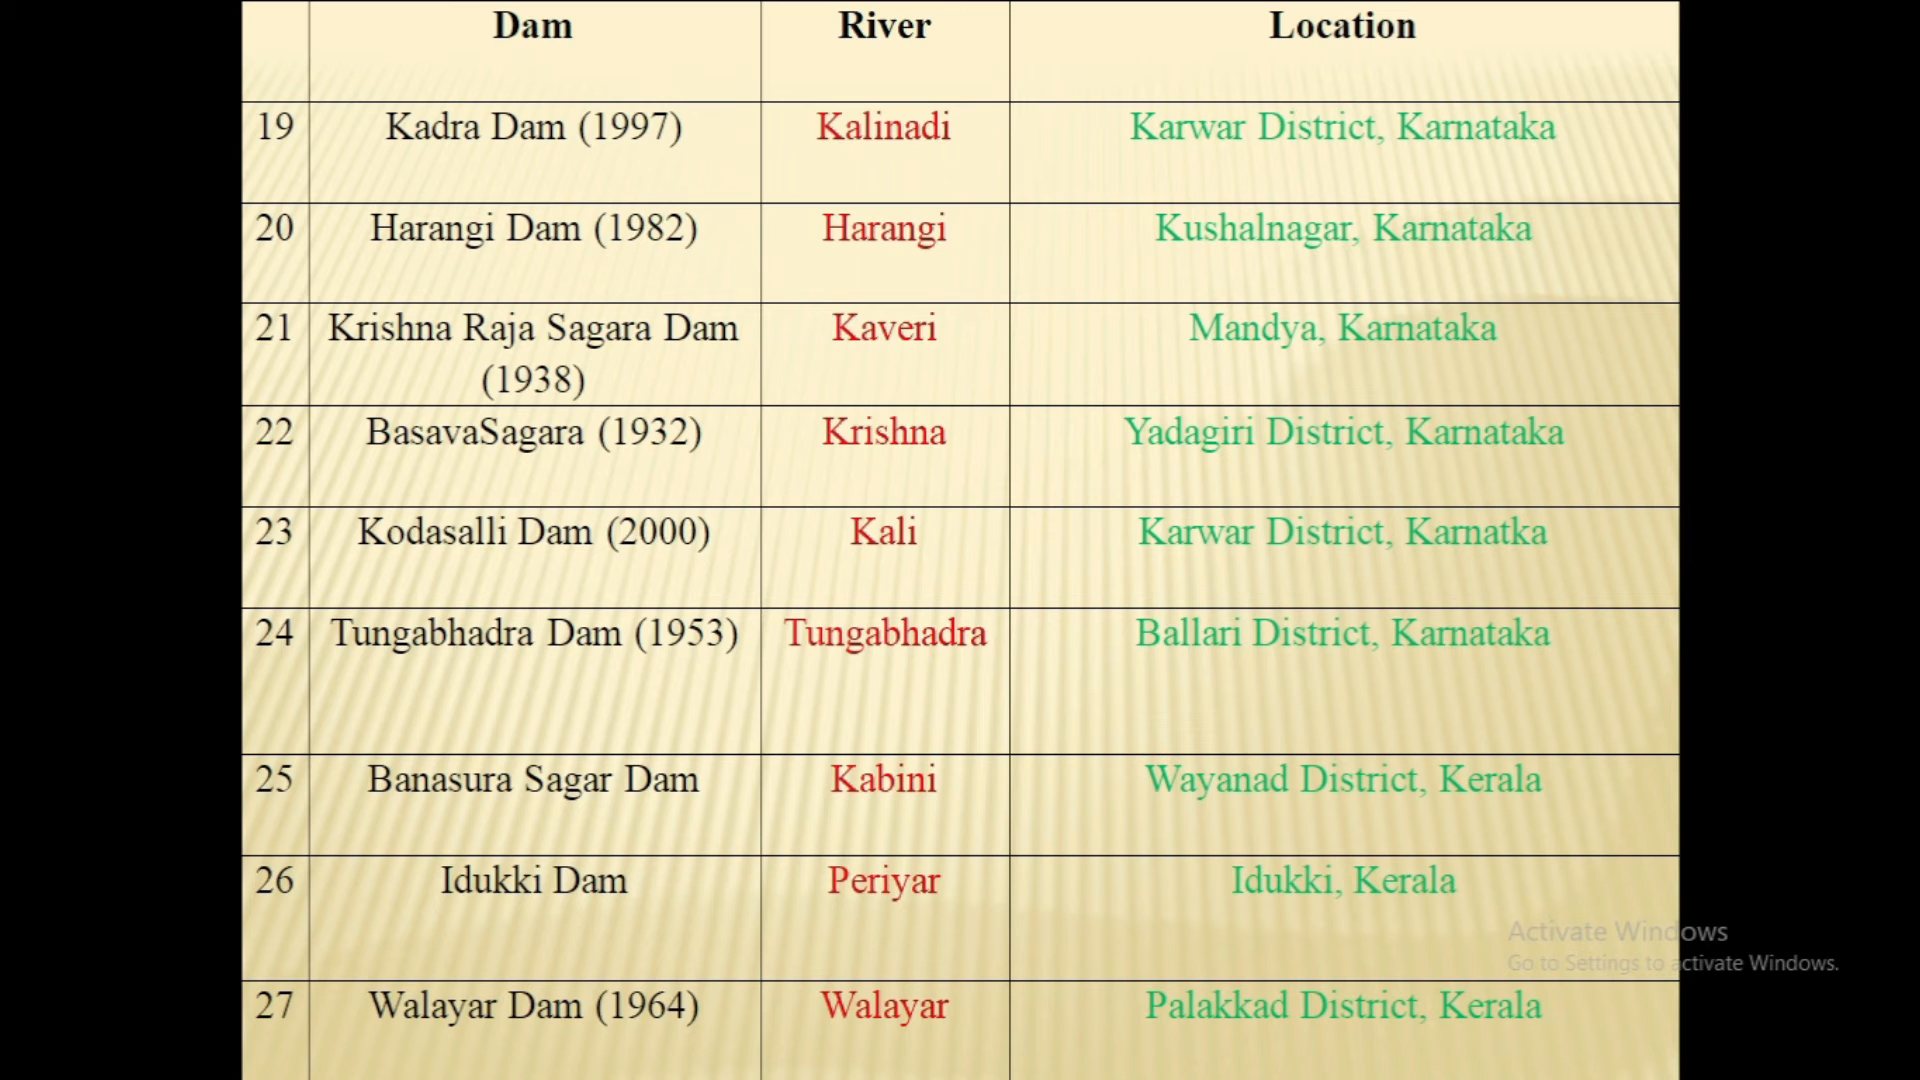 Dam River Location
19 Kadra Dam (1997) Kalinadi Karwar District, Karnataka
20 Harangi Dam (1982) Harangi Kushalnagar, Karnataka
21 Krishna Raja Sagara Dam Kaveri Mandya, Karnataka
(1938)
22 BasavaSagara (1932) Krishna Yadagiri District, Karnataka
23 Kodasalli Dam (2000) Kali Karwar District, Karnatka
24 Tungabhadra Dam (1953) Tungabhadra Ballari District, Karnataka
25 Banasura Sagar Dam Kabini Wayanad District, Kerala
26 Idukki Dam Periyar Idukki, Kerala
Activate Windows
Go to Settings to activate Windows.
27 Walayar Dam (1964) Walayar Palakkad District, Kerala